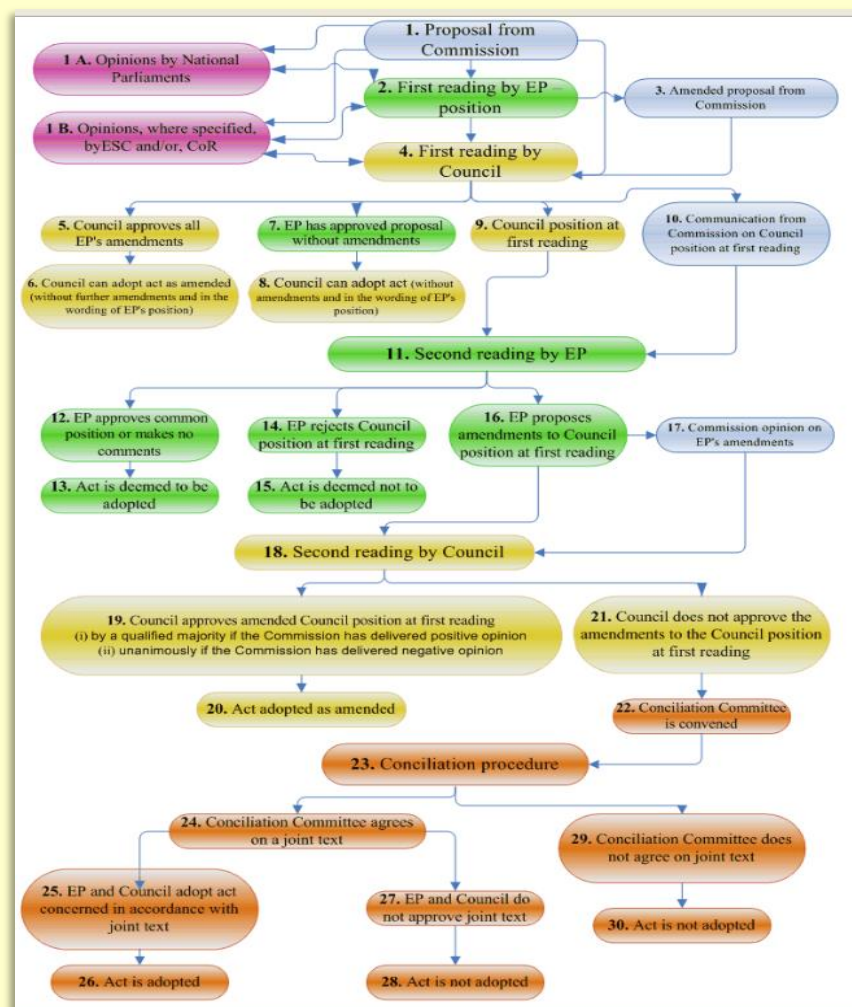 1. Proposal from
Commission
1 A. Opinions by National
Parliaments
2. First reading by EP –
position
3. Amended proposal from
Commission
1 B. Opinions, where specified,
byESC and/or, CoR
4. First reading by
Council
5. Council approves all
EP's amendments
7. EP has approved proposal
without amendments
9. Council position at
first reading
10. Communication from
Commission on Council
position at first reading
6. Council can adopt act as amended
(without further amendments and in the
wording of EP's position)
8. Council can adopt act (without
amendments and in the wording of EP's
position)
11. Second reading by EP
12. EP approves common
position or makes no
comments
14. EP rejects Council
position at first reading
16. EP proposes
amendments to Council
position at first reading
17. Commission opinion on
EP's amendments
13. Act is deemed to be
adopted
15. Act is deemed not to
be adopted
18. Second reading by Council
19. Council approves amended Council position at first reading
(i) by a qualified majority if the Commission has delivered positive opinion
(ii) unanimously if the Commission has delivered negative opinion
21. Council does not approve the
amendments to the Council position
at first reading
20. Act adopted as amended
22. Conciliation Committee
is convened
23. Conciliation procedure
24. Conciliation Committee agrees
on a joint text
29. Conciliation Committee does
not agree on joint text
25. EP and Council adopt act
concerned in accordance with
joint text
27. EP and Council do
not approve joint text
30. Act is not adopted
26. Act is adopted
28. Act is not adopted